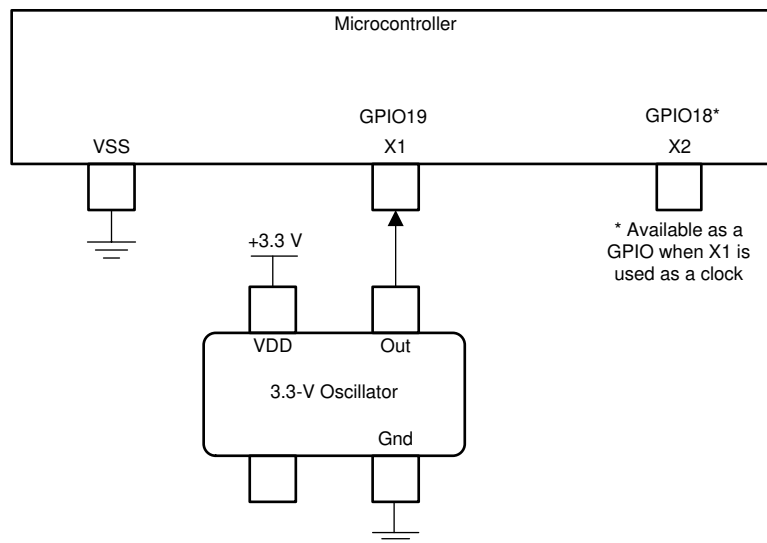 Microcontroller
GPIO19
GPIO18*
VSS
X1
X2
* Available as a
GPIO when X1 is
used as a clock
+3.3 V
VDD
Out
3.3-V Oscillator
Gnd